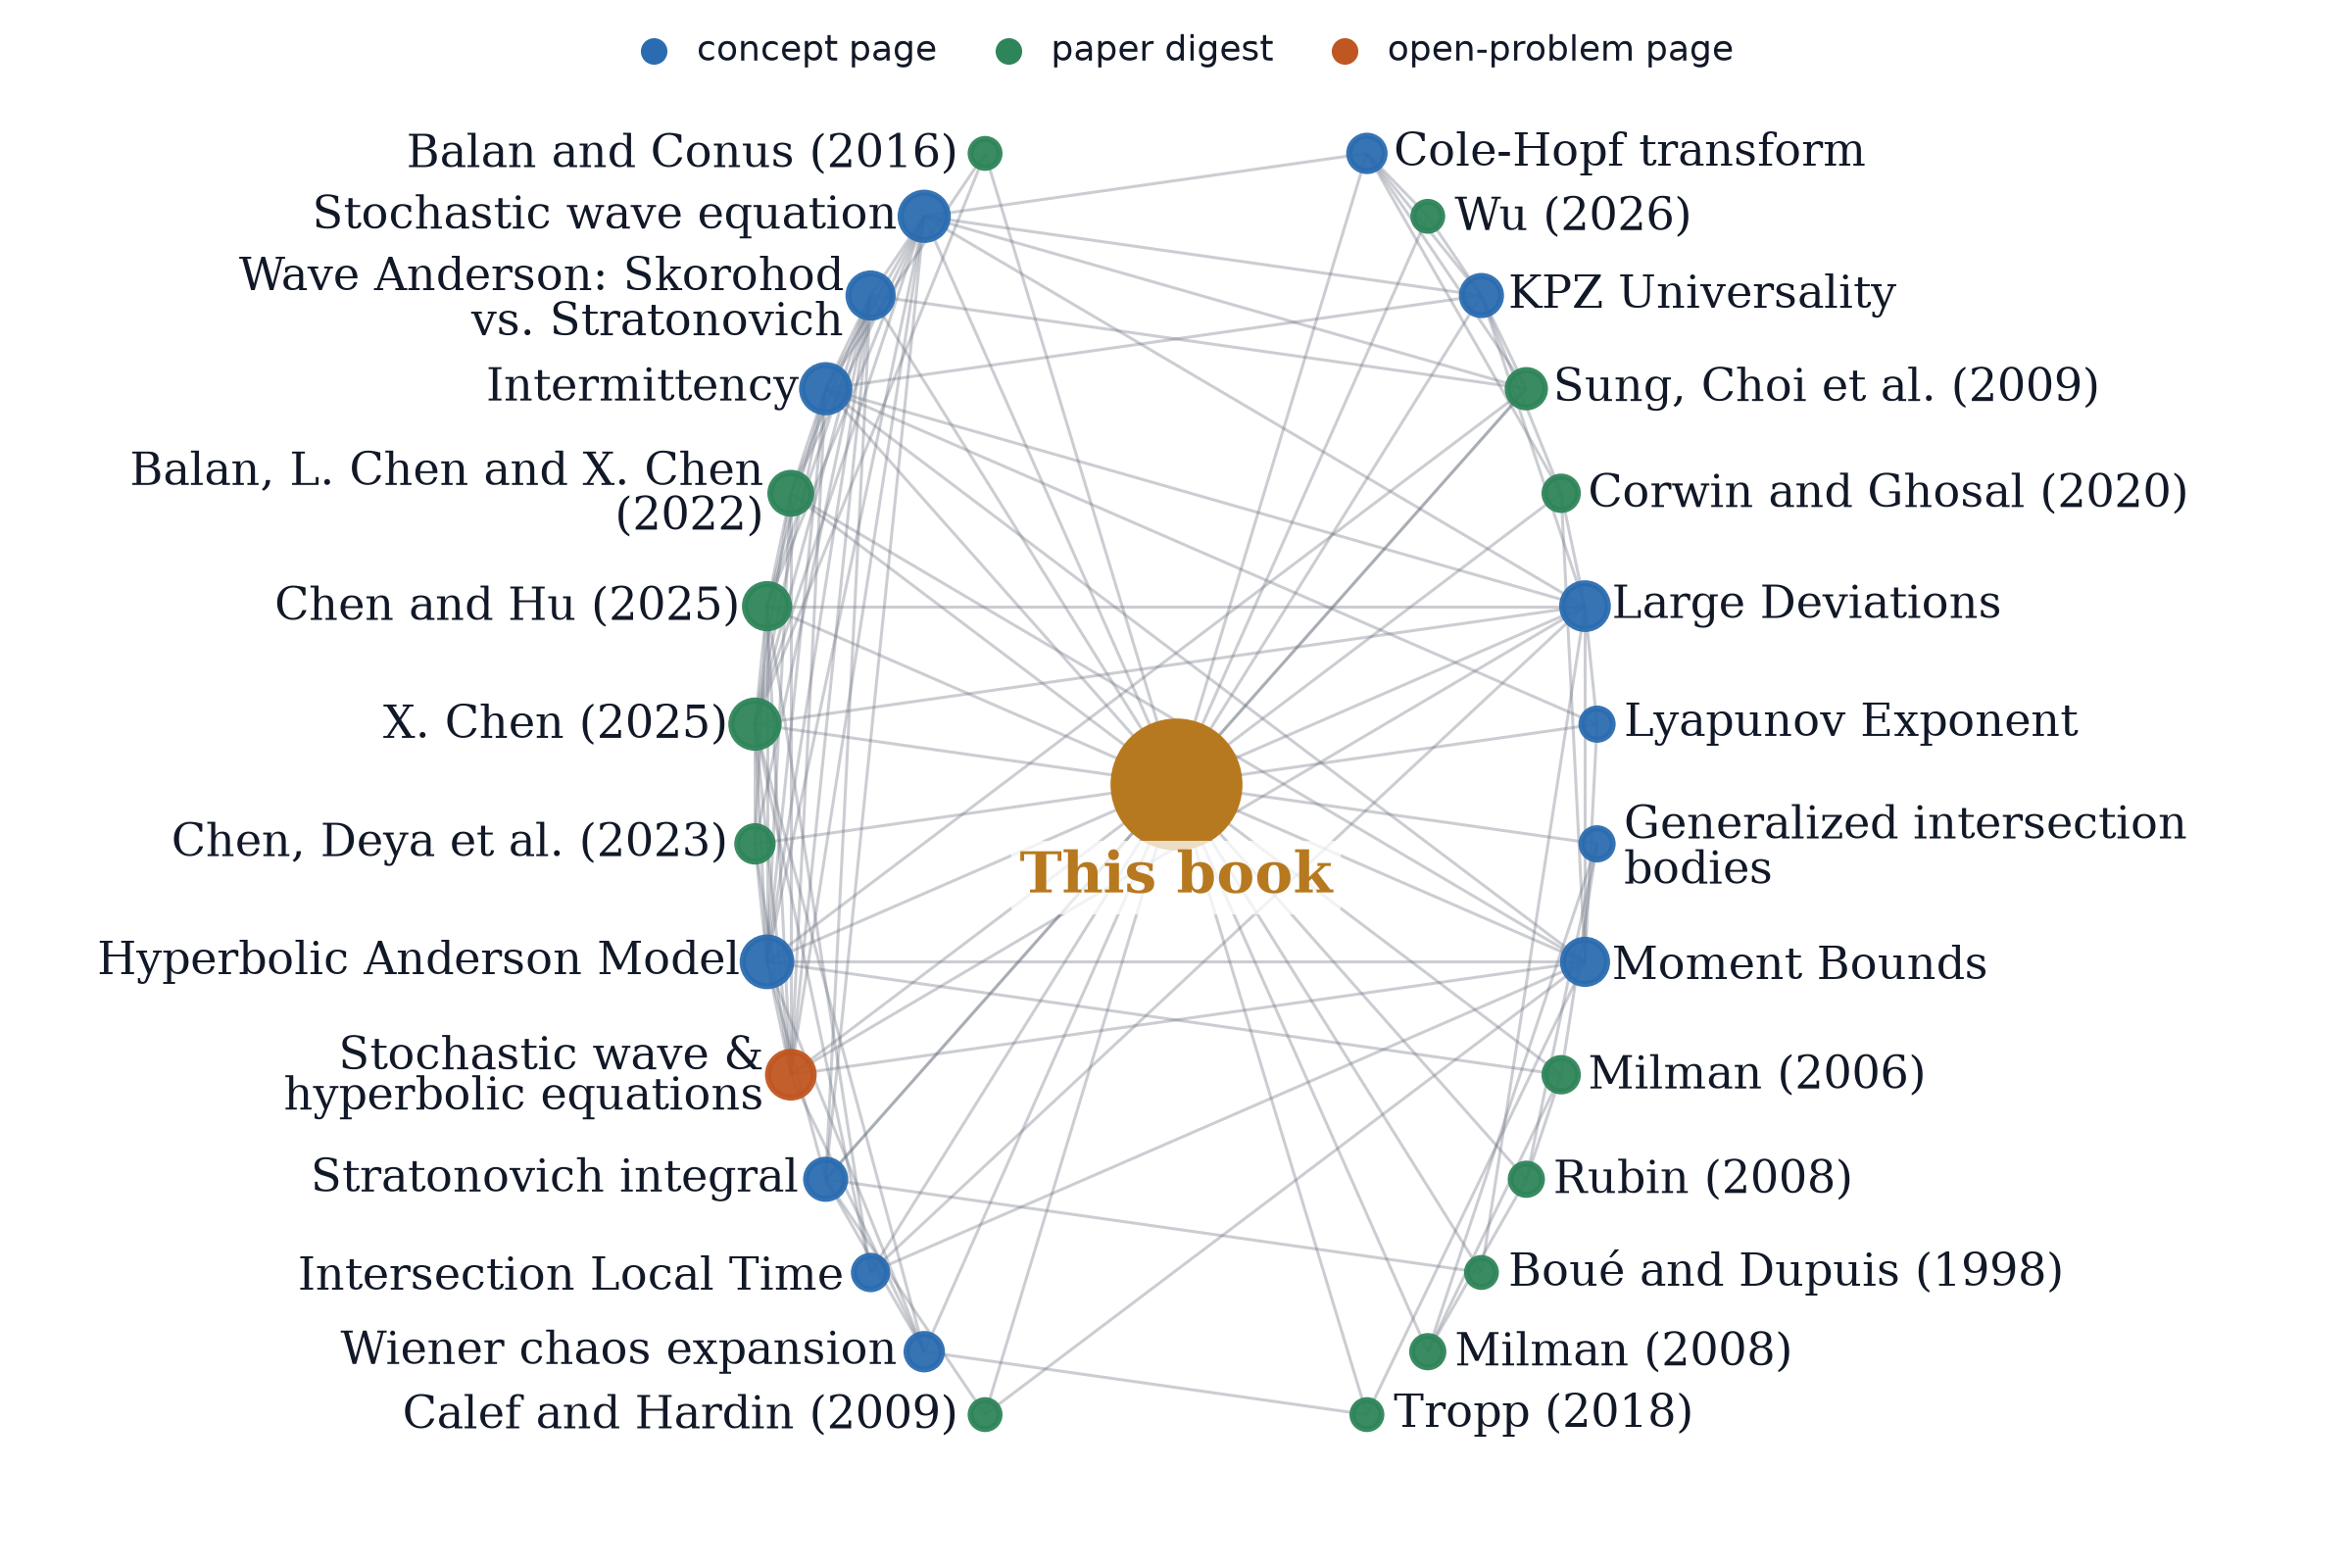 concept page
paper digest
open-problem page
Balan and Conus (2016)
Stochastic wave equation
Wave Anderson: Skorohod
vs. Stratonovich
Intermittency
Balan, L. Chen and X. Chen
(2022)
Chen and Hu (2025)
X. Chen (2025)
Chen, Deya et al. (2023)
Hyperbolic Anderson Model
Stochastic wave &
hyperbolic equations
Stratonovich integral
Intersection Local Time
Wiener chaos expansion
Calef and Hardin (2009)
This book
Cole-Hopf transform
Wu (2026)
KPZ Universality
Sung, Choi et al. (2009)
Corwin and Ghosal (2020)
Large Deviations
Lyapunov Exponent
Generalized intersection
bodies
Moment Bounds
Milman (2006)
Rubin (2008)
Boué and Dupuis (1998)
Milman (2008)
Tropp (2018)